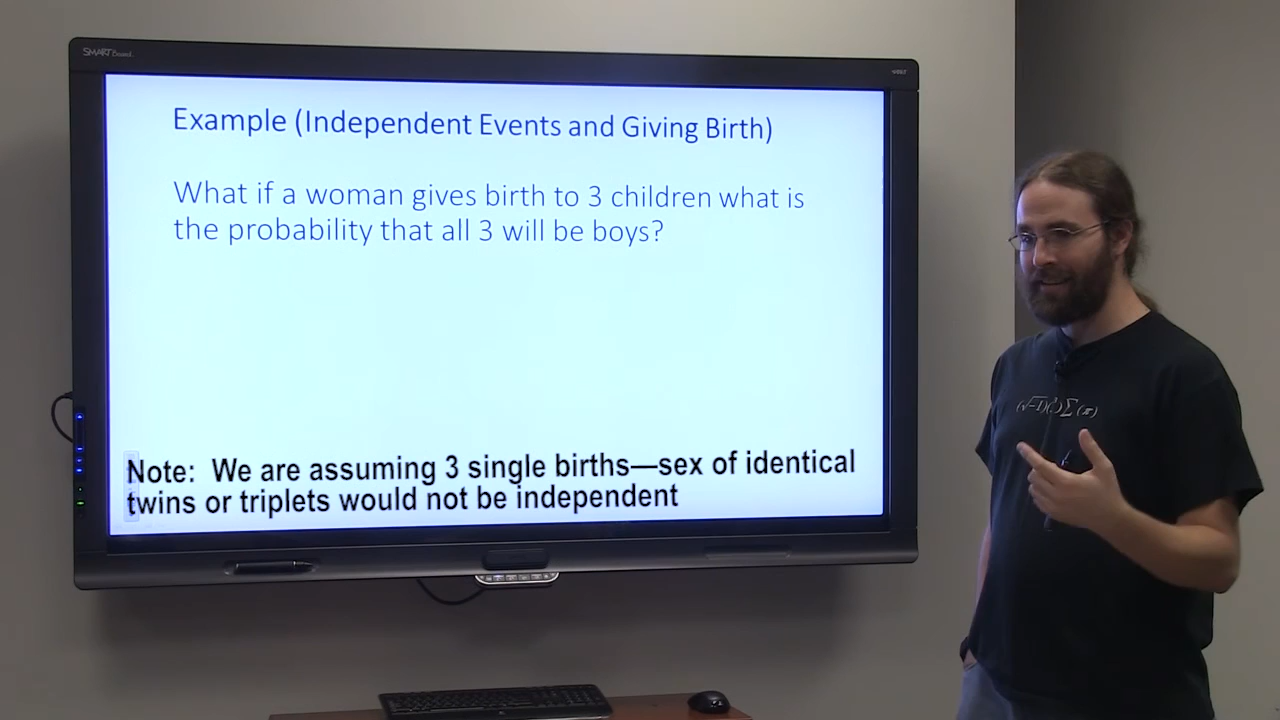 SMART Board
Example (Independent Events and Giving Birth)
What if a woman gives birth to 3 children what is
the probability that all 3 will be boys?
Note: We are assuming 3 single births—sex of identical
twins or triplets would not be independent